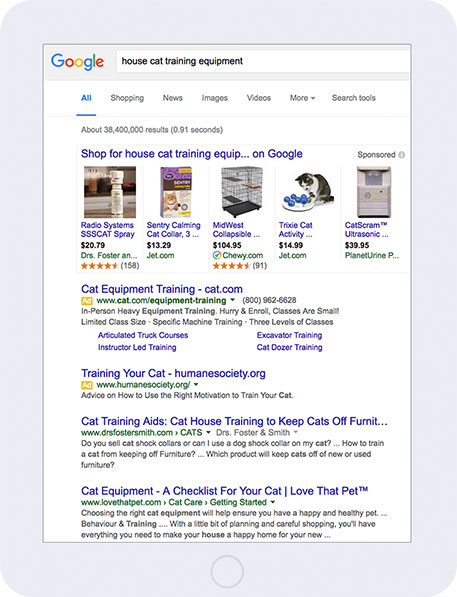 Google house cat training equipment
All Shopping News Images Videos More Search tools
About 38,400,000 results (0.91 seconds)
Shop for house cat training equip... on Google Sponsored
Radio Systems Sentry Calming MidWest Trixie Cat CatScram™
SSSCAT Spray Cat Collar, 3 ... Collapsible ... Activity ... Ultrasonic ...
$20.79 $13.29 $104.95 $14.99 $39.95
Drs. Foster an... Jet.com Chewy.com Jet.com PlanetUrine P...
(158) (91)
Cat Equipment Training - cat.com
Ad www.cat.com/equipment-training (800) 962-6628
In-Person Heavy Equipment Training. Hurry & Enroll, Classes Are Small!
Limited Class Size · Specific Machine Training · Three Levels of Classes
Articulated Truck Courses Excavator Training
Instructor Led Training Cat Dozer Training
Training Your Cat - humanesociety.org
Ad www.humanesociety.org/
Advice on How to Use the Right Motivation to Train Your Cat.
Cat Training Aids: Cat House Training to Keep Cats Off Furnit...
www.drsfostersmith.com › CATS Drs. Foster & Smith
Do you sell cat shock collars or can I use a dog shock collar on my cat? ... How to train
a cat from keeping off Furniture? ... Which product will keep cats off of new or used
furniture?
Cat Equipment - A Checklist For Your Cat | Love That Pet™
www.lovethatpet.com › Cat Care › Getting Started
Choosing the right cat equipment will help ensure you have a happy and healthy pet. ...
Behaviour & Training .... With a little bit of planning and careful shopping, you'll have
everything you need to make your house a happy home for your new ...